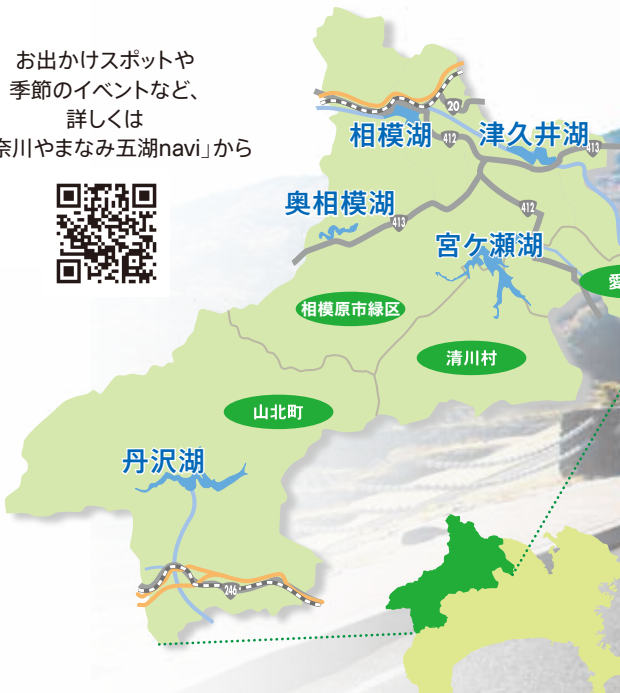 お出かけスポットや
季節のイベントなど、
詳しくは
奈川やまなみ五湖navi」から
20
相模湖
412
津久井湖
413
奥相模湖
413
412
宮ケ瀬湖
愛
相模原市緑区
清川村
山北町
丹沢湖
246